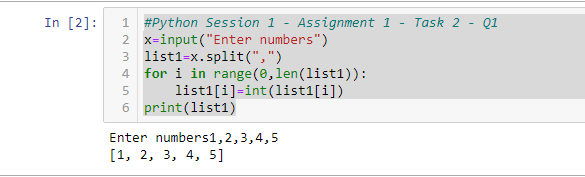 In [2]:
1 #Python Session 1 - Assignment 1 - Task 2 - Q1
2 x=input("Enter numbers")
3 list1=x.split(",")
4 for i in range(0,len(list1)):
5     list1[i]=int(list1[i])
6 print(list1)
Enter numbers1,2,3,4,5
[1, 2, 3, 4, 5]